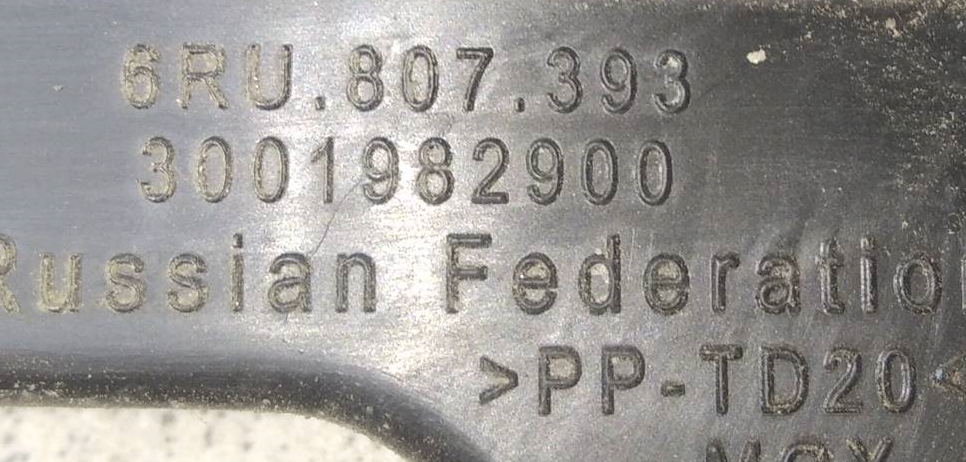 6RU.807.393
3001982900
Russian Federation
>PP-TD20<